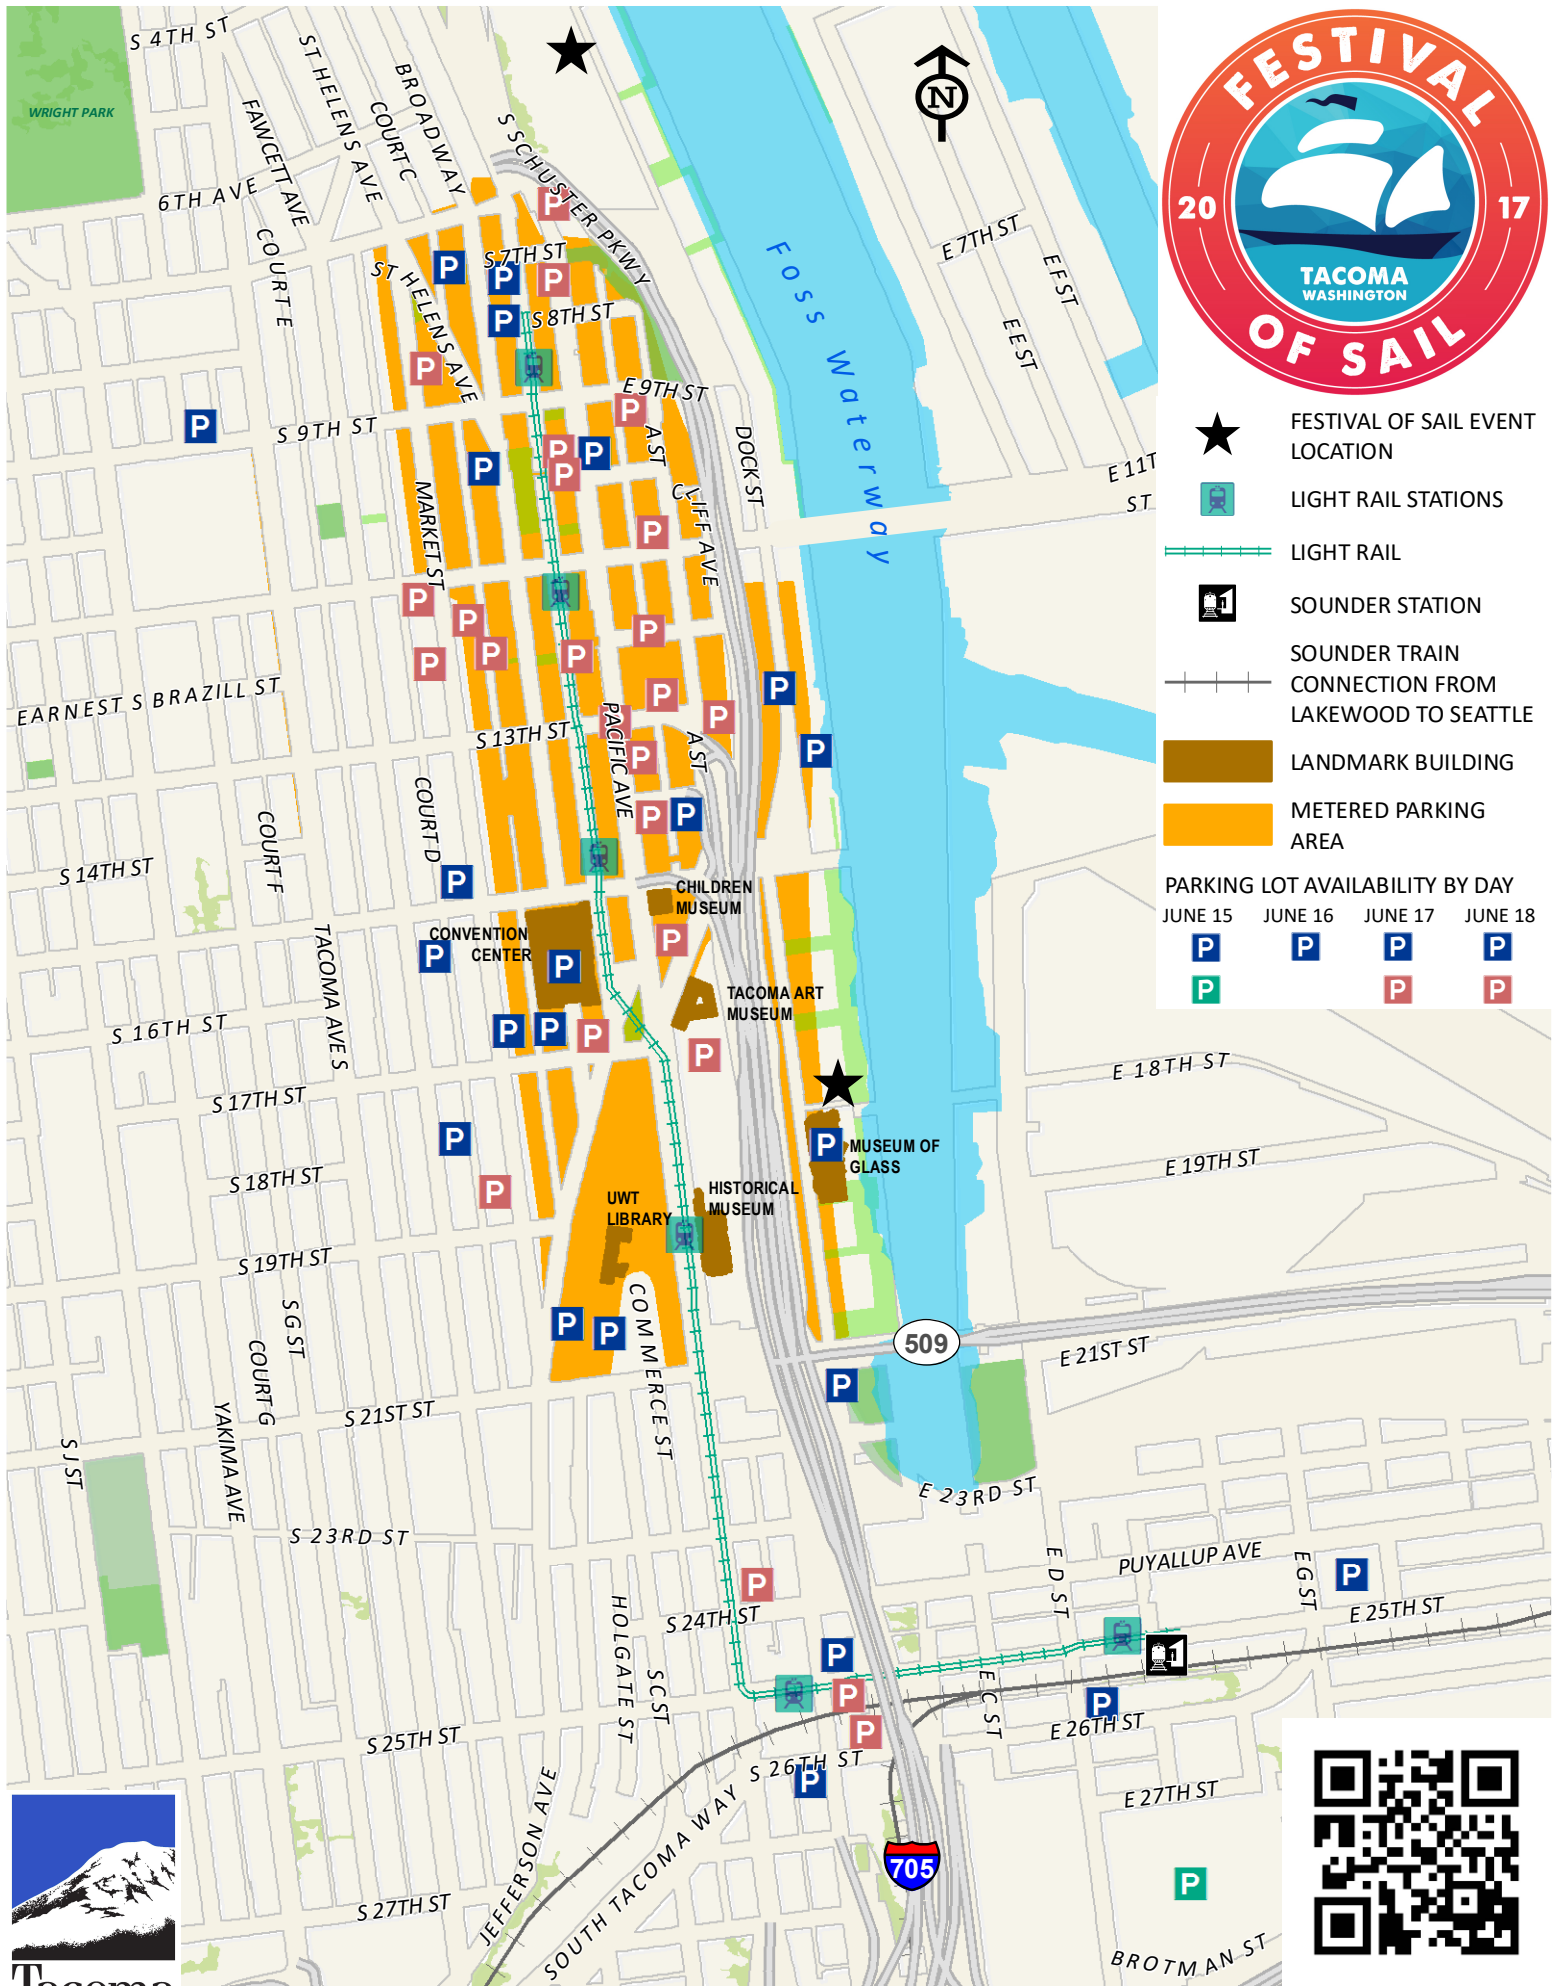 S 4TH ST
WRIGHT PARK
FAWCETT AVE
ST HELENS AVE
COURT C
BROADWAY
S SCHUSTER PKWY
6TH AVE
COURT E
ST HELENS AVE
S 7TH ST
S 8TH ST
Foss Waterway
E 7TH ST
E F ST
E E ST
N
FESTIVAL
OF SAIL
20
17
TACOMA
WASHINGTON
FESTIVAL OF SAIL EVENT
LOCATION
LIGHT RAIL STATIONS
LIGHT RAIL
SOUNDER STATION
SOUNDER TRAIN
CONNECTION FROM
LAKEWOOD TO SEATTLE
LANDMARK BUILDING
METERED PARKING
AREA
PARKING LOT AVAILABILITY BY DAY
JUNE 15
JUNE 16
JUNE 17
JUNE 18
P P P P
P P P
S 9TH ST
E 9TH ST
A ST
DOCK ST
CLIFF AVE
E 11T
ST
MARKET ST
EARNEST S BRAZILL ST
S 13TH ST
PACIFIC AVE
A ST
COURT D
COURT F
S 14TH ST
CHILDREN
MUSEUM
CONVENTION
CENTER
TACOMA AVE S
TACOMA ART
MUSEUM
S 16TH ST
S 17TH ST
E 18TH ST
MUSEUM OF
GLASS
E 19TH ST
S 18TH ST
HISTORICAL
MUSEUM
UWT
LIBRARY
S 19TH ST
S G ST
COURT G
COMMERCE ST
509
E 21ST ST
S 21ST ST
YAKIMA AVE
S J ST
E 23RD ST
S 23RD ST
PUYALLUP AVE
E D ST
E G ST
E 25TH ST
HOLGATE ST
S 24TH ST
S C ST
E C ST
E 26TH ST
S 25TH ST
S 26TH ST
E 27TH ST
JEFFERSON AVE
SOUTH TACOMA WAY
705
S 27TH ST
BROTMAN ST
Tacoma